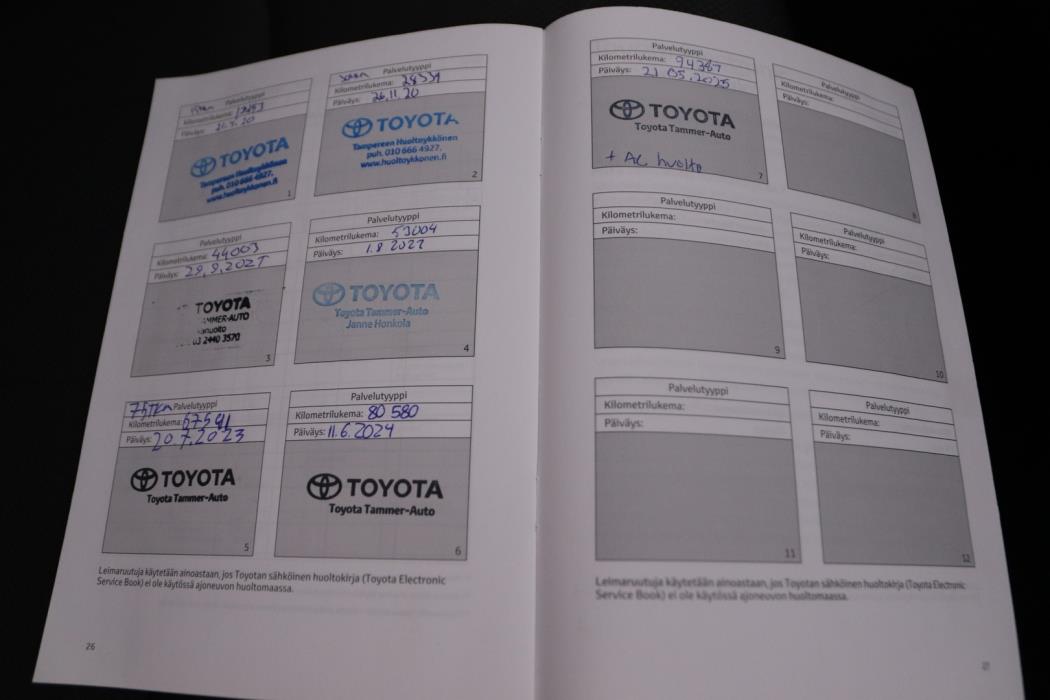 Palvelutyyppi
Kilometrilukema:
Päiväys:
TOYOTA
Tampereen Huoltoykkönen
puh. 010 666 4927.
www.huoltoykkonen.fi
1
Palvelutyyppi
Kilometrilukema: 28539
Päiväys: 26.11.20
TOYOTA
Tampereen Huoltoykkönen
puh. 010 666 4927.
www.huoltoykkonen.fi
2
Palvelutyyppi
Kilometrilukema: 44003
Päiväys: 29.9.2021
TOYOTA
3
Palvelutyyppi
Kilometrilukema: 53004
Päiväys: 1.8 2022
TOYOTA
Toyota Tammer-Auto
Janne Honkola
4
75TKM Palvelutyyppi
Kilometrilukema: 67541
Päiväys: 20.7.2023
TOYOTA
Toyota Tammer-Auto
5
Palvelutyyppi
Kilometrilukema: 80 580
Päiväys: 11.6.2024
TOYOTA
Toyota Tammer-Auto
6
Leimaruutuja käytetään ainoastaan, jos Toyotan sähköinen huoltokirja (Toyota Electronic
Service Book) ei ole käytössä ajoneuvon huoltomaassa.
26
Palvelutyyppi
Kilometrilukema: 94387
Päiväys: 21 05.2025
TOYOTA
Toyota Tammer-Auto
+ AC huolto
7
Palvelutyyppi
Kilometrilukema:
Päiväys:
8
Palvelutyyppi
Kilometrilukema:
Päiväys:
9
Palvelutyyppi
Kilometrilukema:
Päiväys:
10
Palvelutyyppi
Kilometrilukema:
Päiväys:
11
Palvelutyyppi
Kilometrilukema:
Päiväys:
12
Leimaruutuja käytetään ainoastaan, jos Toyotan sähköinen huoltokirja (Toyota Electronic
Service Book) ei ole käytössä ajoneuvon huoltomaassa.